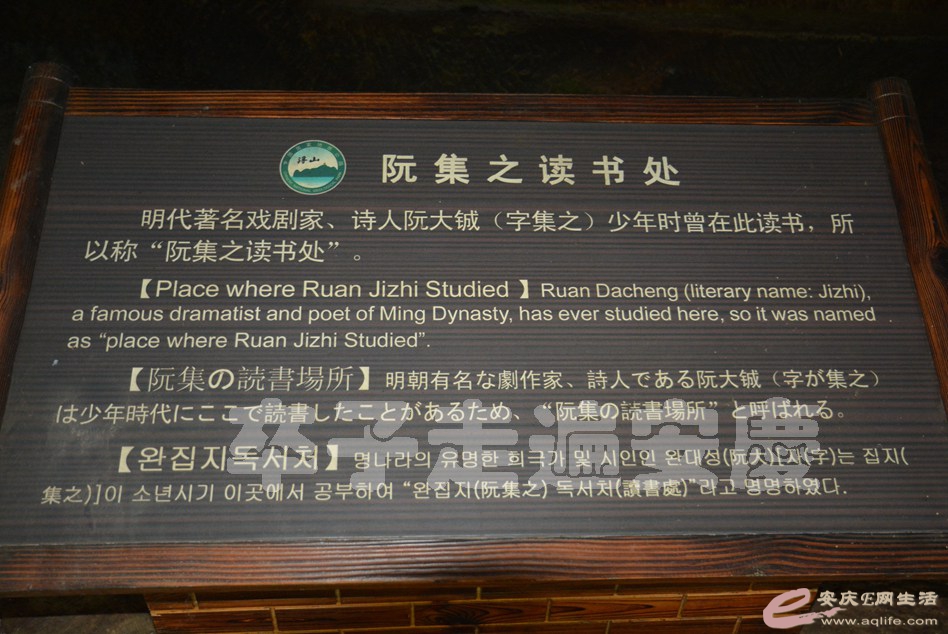 浮山
阮集之读书处
明代著名戏剧家、诗人阮大铖（字集之）少年时曾在此读书，所
以称“阮集之读书处”。
【Place where Ruan Jizhi Studied】Ruan Dacheng (literary name: Jizhi),
a famous dramatist and poet of Ming Dynasty, has ever studied here, so it was named
as “place where Ruan Jizhi Studied”.
【阮集の読書場所】明朝有名な劇作家、詩人である阮大铖（字が集之）
は少年時代にここで読書したことがあるため、“阮集の読書場所”と呼ばれる。
子走遍安慶
【완집지독서처】명나라의 유명한 희극가 및 시인인 완대성(阮大)[자(字)는 집지(
集之)]이 소년시기 이곳에서 공부하여 “완집지(阮集之) 독서처(讀書處)”라고 명명하였다.
安庆E网生活
www.aqlife.com